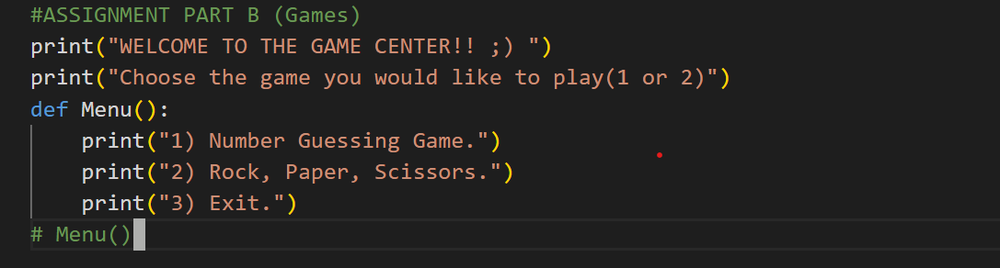 #ASSIGNMENT PART B (Games)
print("WELCOME TO THE GAME CENTER!! ;) ")
print("Choose the game you would like to play(1 or 2)")
def Menu():
    print("1) Number Guessing Game.")
    print("2) Rock, Paper, Scissors.")
    print("3) Exit.")
# Menu()